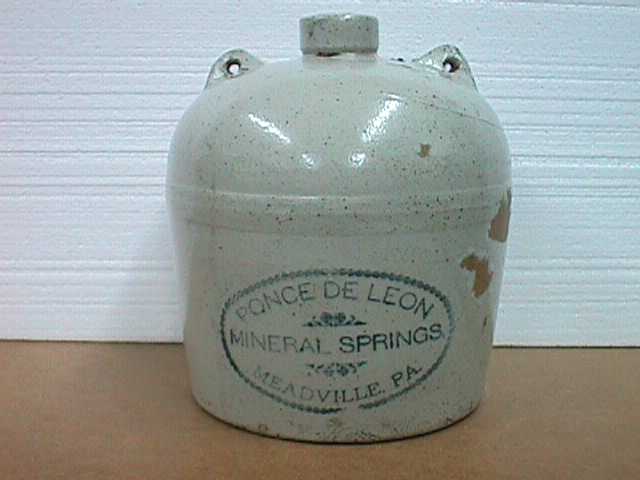 PONCE DE LEON
MINERAL SPRINGS,
MEADVILLE, PA.